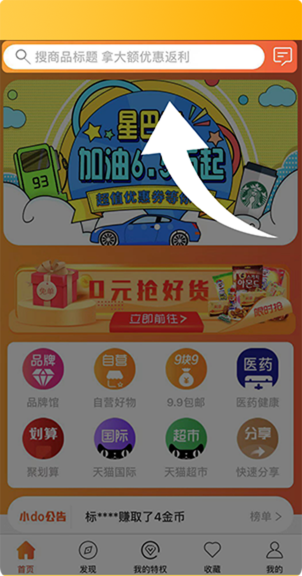 搜商品标题 拿大额优惠返利
星巴
加油6.
起
超值优惠券等
93
0元抢好货
立即前往>
品牌
自营
9块9
医药
品牌馆
自营好物
9.9包邮
医药健康
划算
国际
超市
分享
聚划算
天猫国际
天猫超市
快速分享
小do公告
标****赚取了4金币
榜单 >
首页
发现
我的特权
收藏
我的